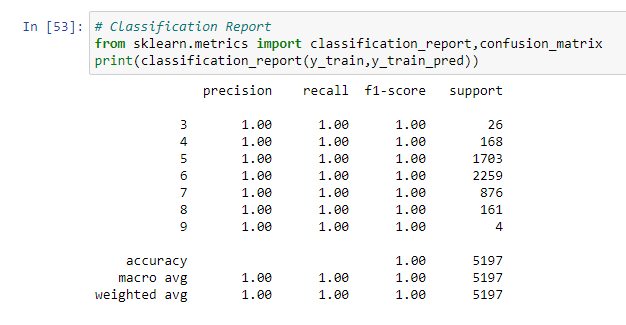 In [53]: # Classification Report
from sklearn.metrics import classification_report,confusion_matrix
print(classification_report(y_train,y_train_pred))
precision recall f1-score support
3 1.00 1.00 1.00 26
4 1.00 1.00 1.00 168
5 1.00 1.00 1.00 1703
6 1.00 1.00 1.00 2259
7 1.00 1.00 1.00 876
8 1.00 1.00 1.00 161
9 1.00 1.00 1.00 4
accuracy 1.00 5197
macro avg 1.00 1.00 1.00 5197
weighted avg 1.00 1.00 1.00 5197